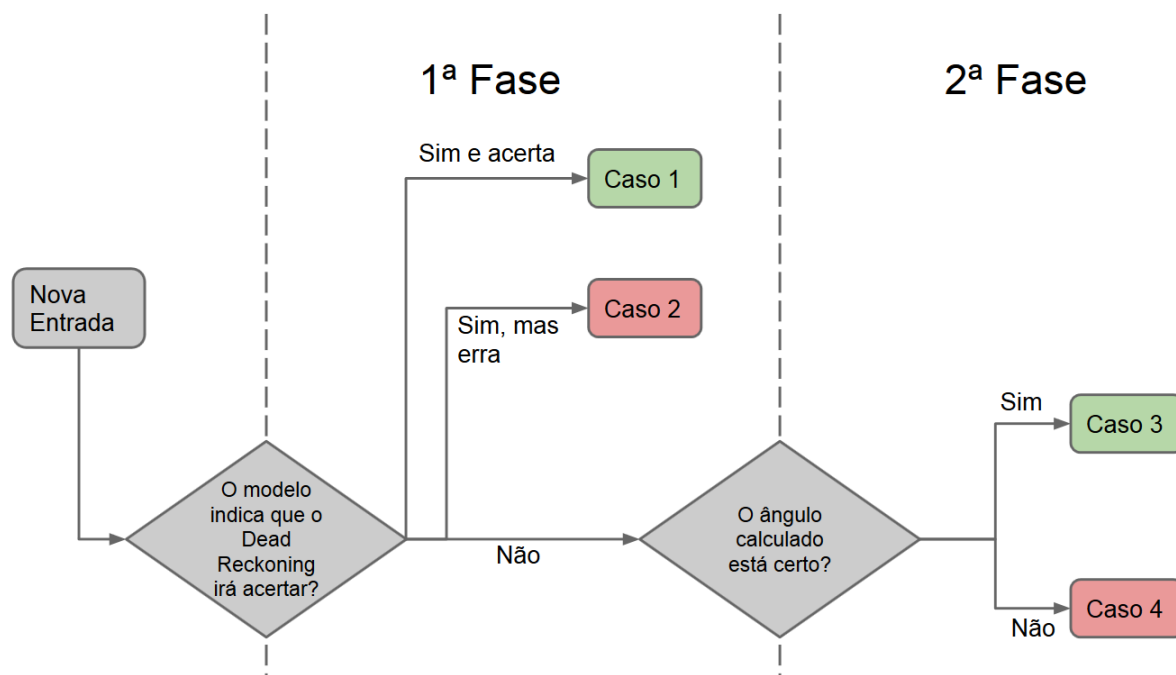 1ª Fase
2ª Fase
Sim e acerta
Caso 1
Nova
Entrada
Sim, mas
erra
Caso 2
O modelo
indica que o
Dead
Reckoning
irá acertar?
Não
O ângulo
calculado
está certo?
Sim
Caso 3
Não
Caso 4